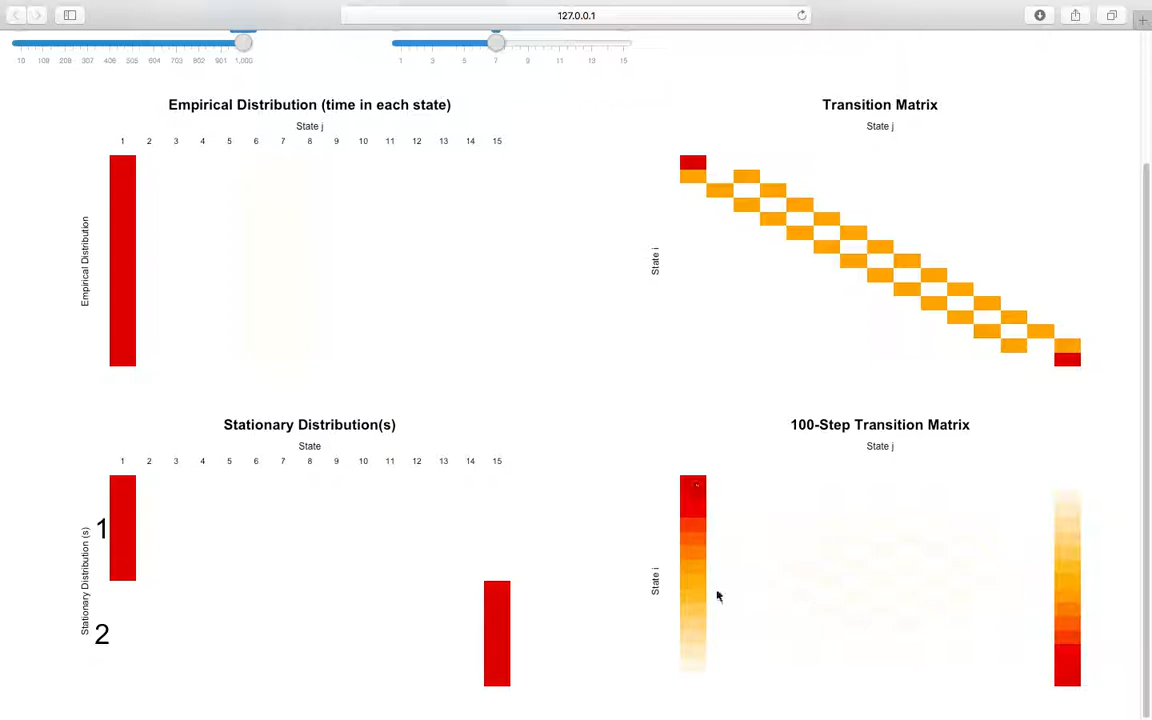 127.0.0.1
10 109 208 307 406 505 604 703 802 901 1,000
1 3 5 7 9 11 13 15
Empirical Distribution (time in each state)
State j
1 2 3 4 5 6 7 8 9 10 11 12 13 14 15
Empirical Distribution
Transition Matrix
State j
State i
Stationary Distribution(s)
State
1 2 3 4 5 6 7 8 9 10 11 12 13 14 15
Stationary Distribution (s)
1
2
100-Step Transition Matrix
State j
State i